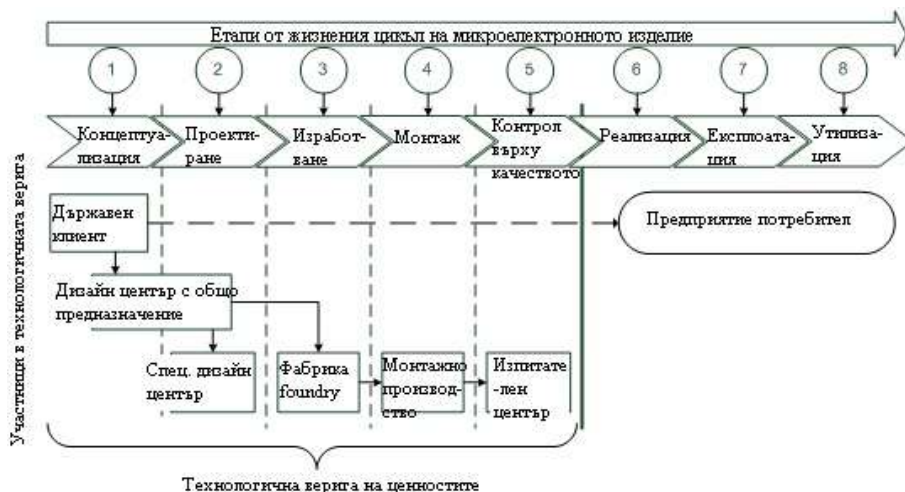 Етапи от жизнения цикъл на микроелектронното изделие
1
2
3
4
5
6
7
8
Концептуа-
лизация
Проекти-
ране
Изработ-
ване
Монтаж
Контрол
върху
качеството
Реализация
Експлоата-
ция
Утилиза-
ция
Участници в технологичната верига
Държавен
клиент
Предприятие потребител
Дизайн център с общо
предназначение
Спец. дизайн
център
Фабрика
foundry
Монтажно
производ-
ство
Изпитате
-лен
център
Технологична верига на ценностите